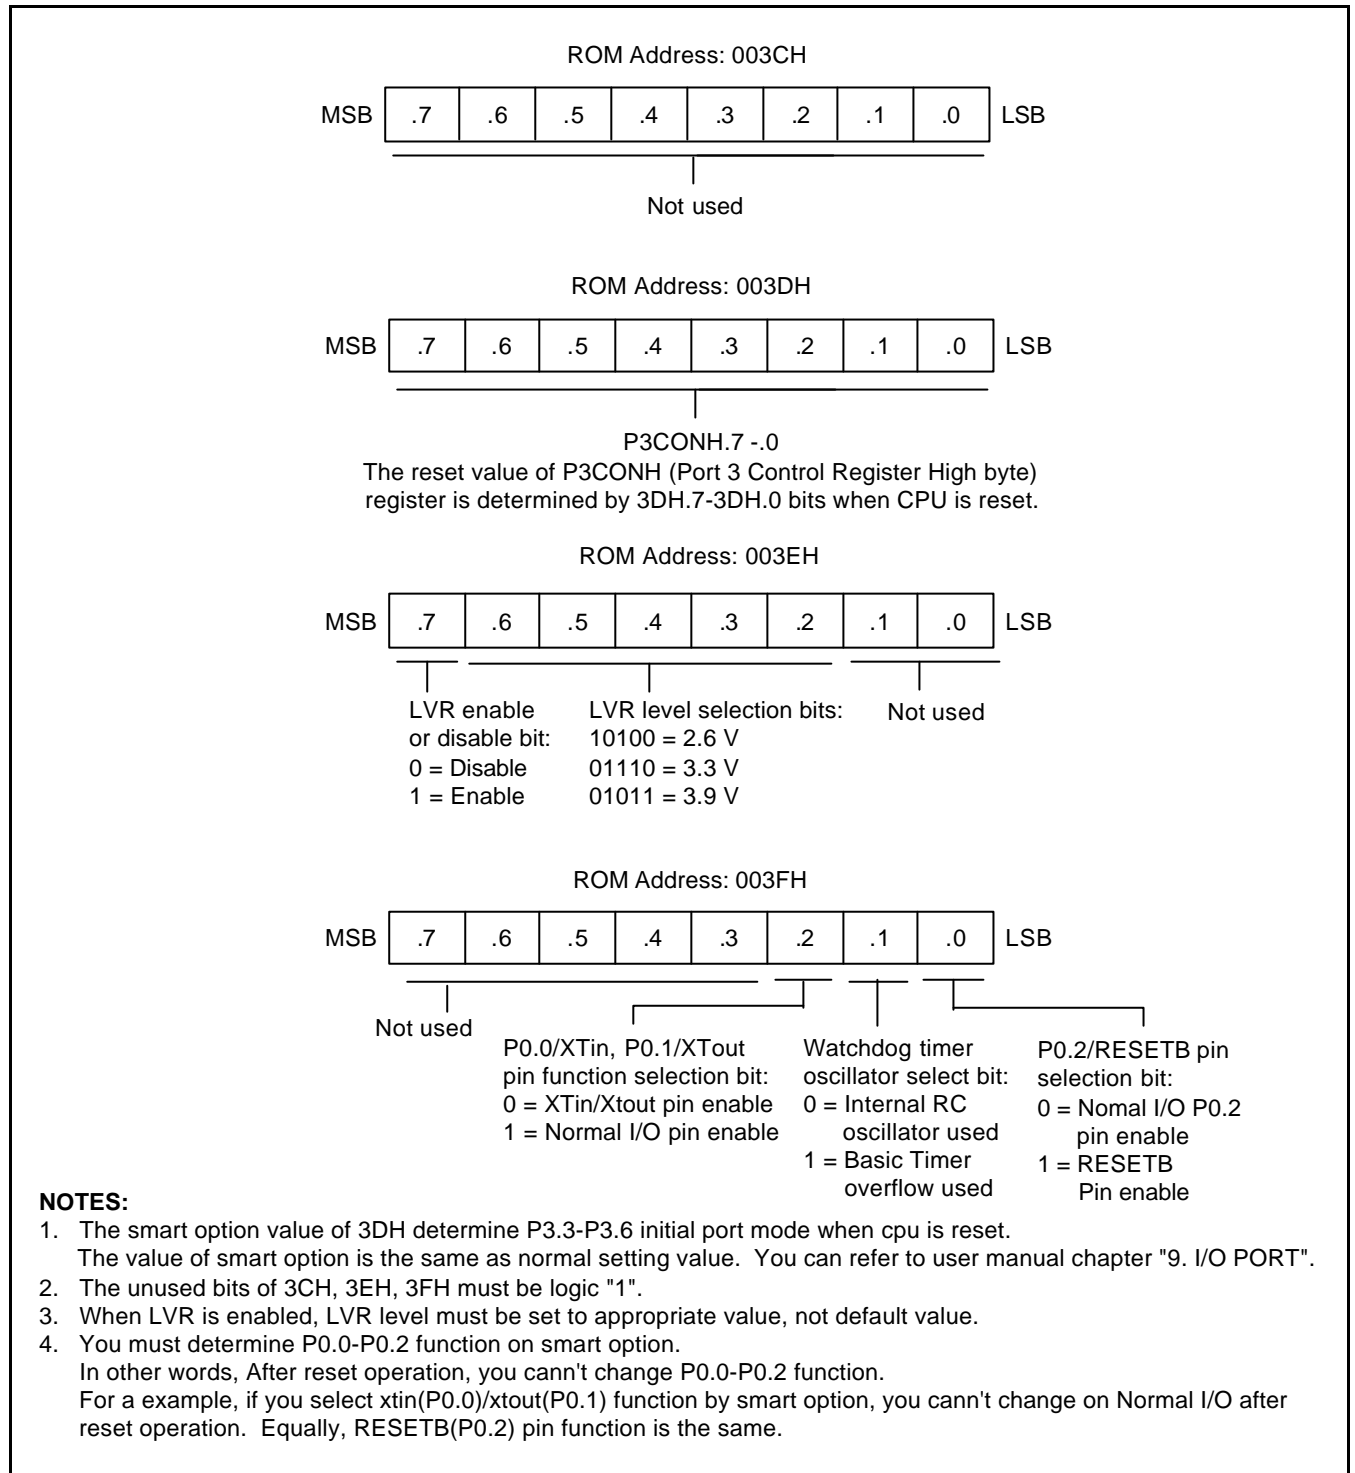 ROM Address: 003CH
MSB .7 .6 .5 .4 .3 .2 .1 .0 LSB
Not used
ROM Address: 003DH
MSB .7 .6 .5 .4 .3 .2 .1 .0 LSB
P3CONH.7 -.0
The reset value of P3CONH (Port 3 Control Register High byte)
register is determined by 3DH.7-3DH.0 bits when CPU is reset.
ROM Address: 003EH
MSB .7 .6 .5 .4 .3 .2 .1 .0 LSB
LVR enable
or disable bit:
0 = Disable
1 = Enable
LVR level selection bits:
10100 = 2.6 V
01110 = 3.3 V
01011 = 3.9 V
Not used
ROM Address: 003FH
MSB .7 .6 .5 .4 .3 .2 .1 .0 LSB
Not used
P0.0/XTin, P0.1/XTout
pin function selection bit:
0 = XTin/Xtout pin enable
1 = Normal I/O pin enable
Watchdog timer
oscillator select bit:
0 = Internal RC
oscillator used
1 = Basic Timer
overflow used
P0.2/RESETB pin
selection bit:
0 = Nomal I/O P0.2
pin enable
1 = RESETB
Pin enable
NOTES:
1. The smart option value of 3DH determine P3.3-P3.6 initial port mode when cpu is reset.
The value of smart option is the same as normal setting value. You can refer to user manual chapter "9. I/O PORT".
2. The unused bits of 3CH, 3EH, 3FH must be logic "1".
3. When LVR is enabled, LVR level must be set to appropriate value, not default value.
4. You must determine P0.0-P0.2 function on smart option.
In other words, After reset operation, you cann't change P0.0-P0.2 function.
For a example, if you select xtin(P0.0)/xtout(P0.1) function by smart option, you cann't change on Normal I/O after
reset operation. Equally, RESETB(P0.2) pin function is the same.